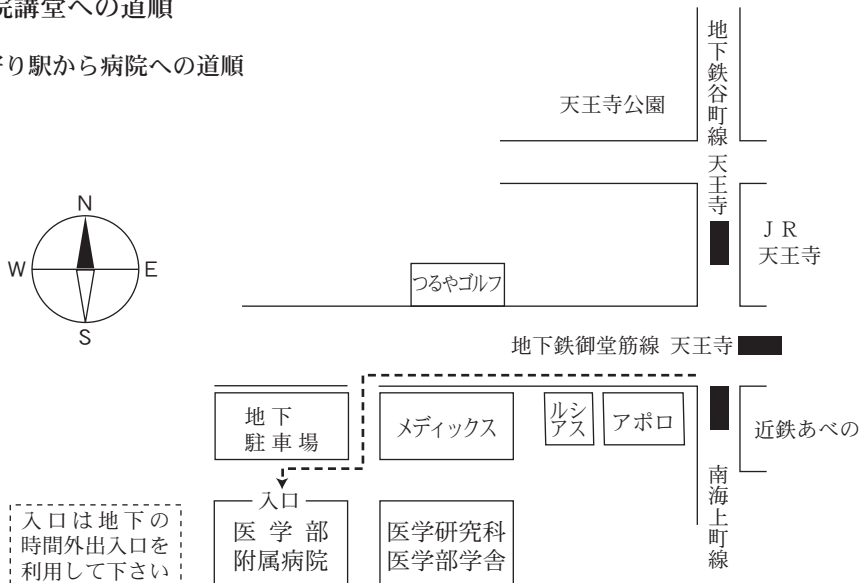 院講堂への道順
寄り駅から病院への道順
地下鉄谷町線 天王寺
天王寺公園
N
W
E
S
JR
天王寺
つるやゴルフ
地下鉄御堂筋線 天王寺
地下
駐車場
メディックス
ルシ
アス
アポロ
近鉄あべの
南海上町線
入口
医学部
附属病院
医学研究科
医学部学舎
入口は地下の
時間外出入口を
利用して下さい